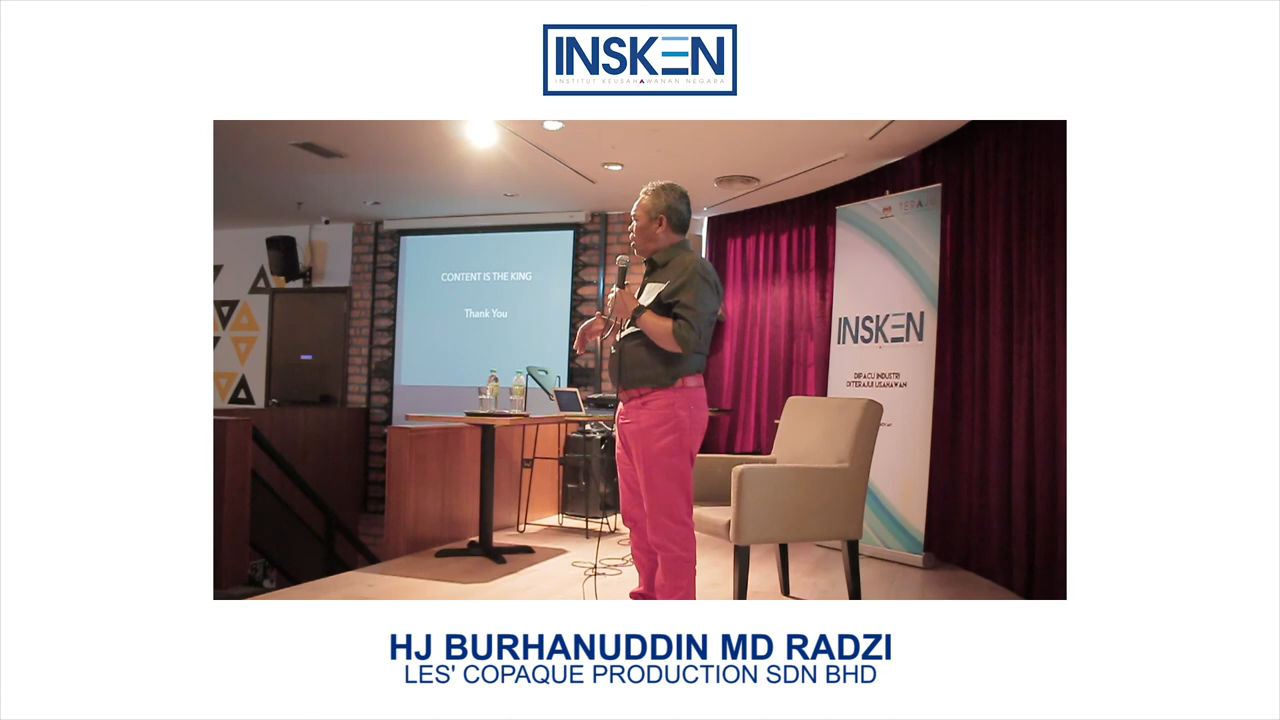 INSKEN
INSTITUT KEUSAHAWANAN NEGARA
CONTENT IS THE KING
Thank You
TERAJU
INSKEN
DIPACU INDUSTRI
DITERAJUI USAHAWAN
HJ BURHANUDDIN MD RADZI
LES' COPAQUE PRODUCTION SDN BHD